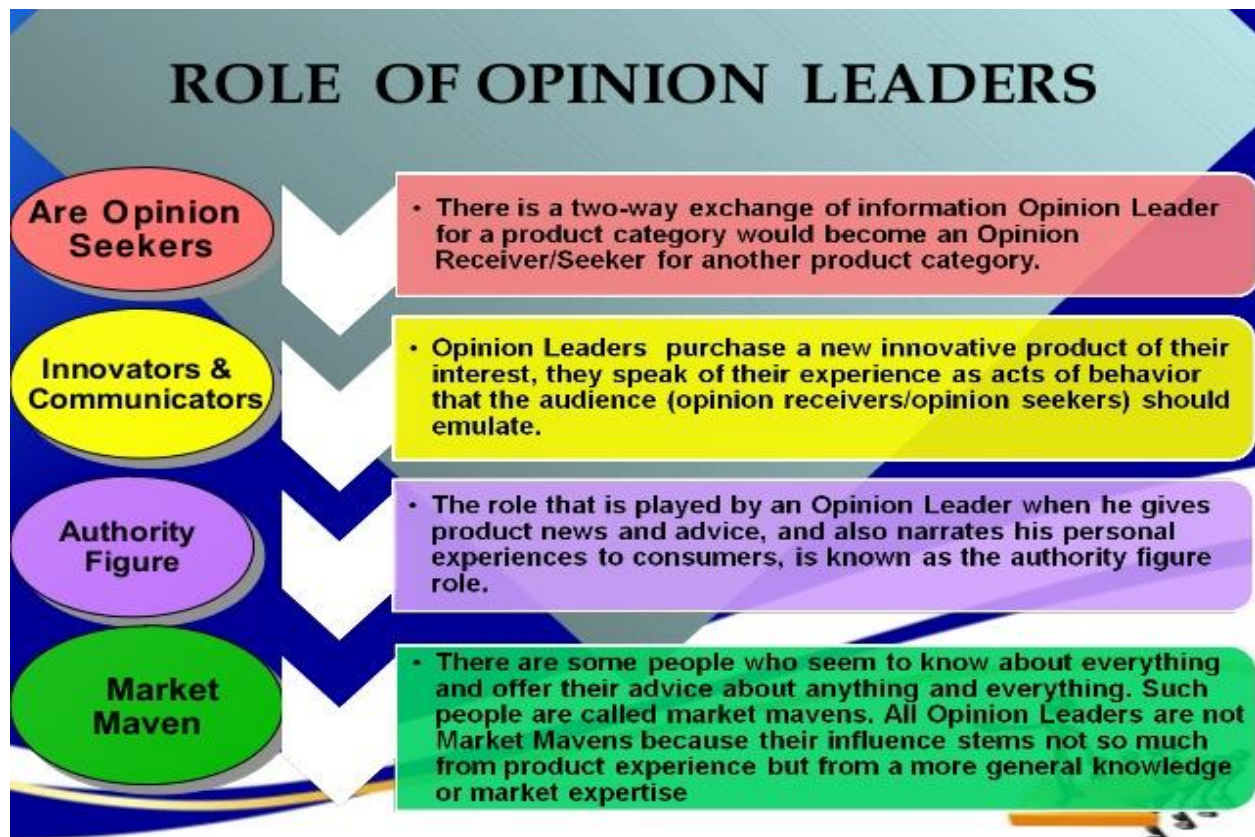 ROLE OF OPINION LEADERS
Are Opinion
Seekers
• There is a two-way exchange of information Opinion Leader
for a product category would become an Opinion
Receiver/Seeker for another product category.
Innovators &
Communicators
• Opinion Leaders purchase a new innovative product of their
interest, they speak of their experience as acts of behavior
that the audience (opinion receivers/opinion seekers) should
emulate.
Authority
Figure
• The role that is played by an Opinion Leader when he gives
product news and advice, and also narrates his personal
experiences to consumers, is known as the authority figure
role.
Market
Maven
• There are some people who seem to know about everything
and offer their advice about anything and everything. Such
people are called market mavens. All Opinion Leaders are not
Market Mavens because their influence stems not so much
from product experience but from a more general knowledge
or market expertise